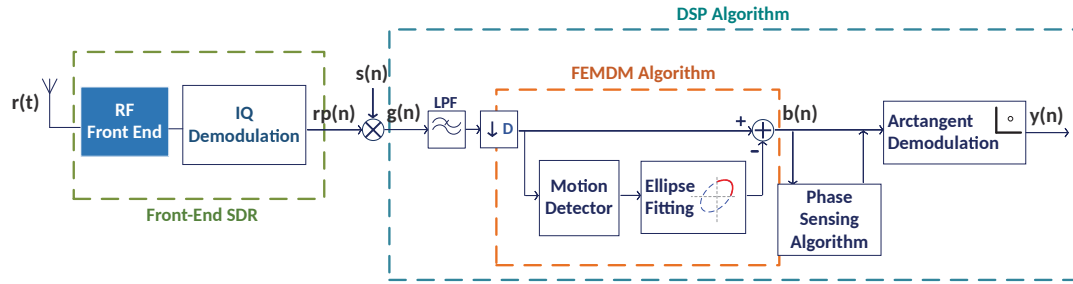 DSP Algorithm
FEMDM Algorithm
s(n)
r(t)
RF
Front End
IQ
Demodulation
rp(n)
g(n)
LPF
↓ D
+
-
b(n)
Arctangent
Demodulation
y(n)
Motion
Detector
Ellipse
Fitting
Phase
Sensing
Algorithm
Front-End SDR